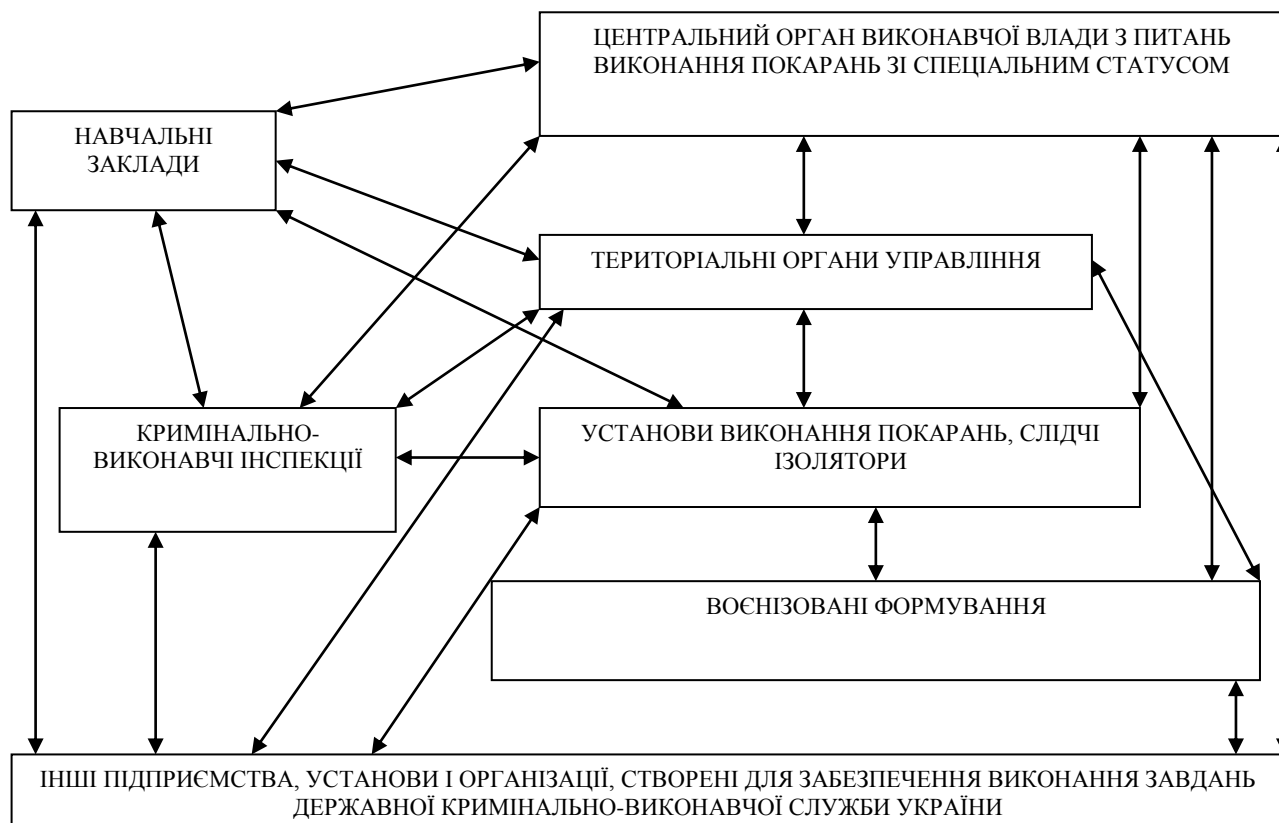 ЦЕНТРАЛЬНИЙ ОРГАН ВИКОНАВЧОЇ ВЛАДИ З ПИТАНЬ
ВИКОНАННЯ ПОКАРАНЬ ЗІ СПЕЦІАЛЬНИМ СТАТУСОМ
НАВЧАЛЬНІ
ЗАКЛАДИ
ТЕРИТОРІАЛЬНІ ОРГАНИ УПРАВЛІННЯ
КРИМІНАЛЬНО-
ВИКОНАВЧІ ІНСПЕКЦІЇ
УСТАНОВИ ВИКОНАННЯ ПОКАРАНЬ, СЛІДЧІ
ІЗОЛЯТОРИ
ВОЄНІЗОВАНІ ФОРМУВАННЯ
ІНШІ ПІДПРИЄМСТВА, УСТАНОВИ І ОРГАНІЗАЦІЇ, СТВОРЕНІ ДЛЯ ЗАБЕЗПЕЧЕННЯ ВИКОНАННЯ ЗАВДАНЬ
ДЕРЖАВНОЇ КРИМІНАЛЬНО-ВИКОНАВЧОЇ СЛУЖБИ УКРАЇНИ